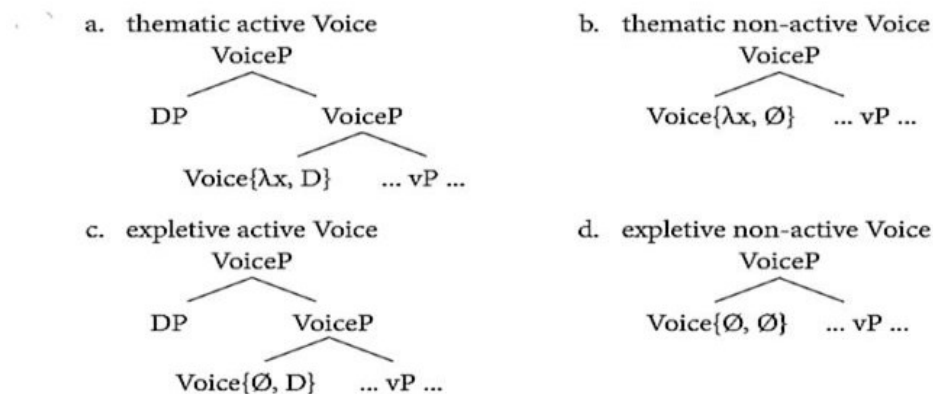 a. thematic active Voice
VoiceP
DP VoiceP
Voice{λx, D} ... vP ...
b. thematic non-active Voice
VoiceP
Voice{λx, Ø} ... vP ...
c. expletive active Voice
VoiceP
DP VoiceP
Voice{Ø, D} ... vP ...
d. expletive non-active Voice
VoiceP
Voice{Ø, Ø} ... vP ...